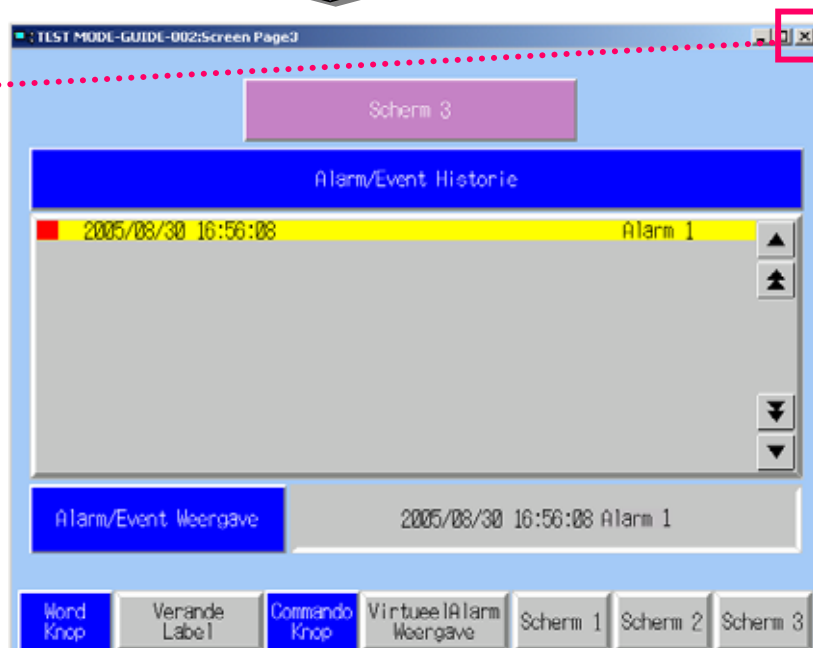 : TEST MODE-GUIDE-002:Screen Page3
Scherm 3
Alarm/Event Historie
2005/08/30 16:56:08 Alarm 1
Alarm/Event Weergave
2005/08/30 16:56:08 Alarm 1
Word
Knop
Verande
Label
Commando
Knop
VirtueelAlarm
Weergave
Scherm 1
Scherm 2
Scherm 3